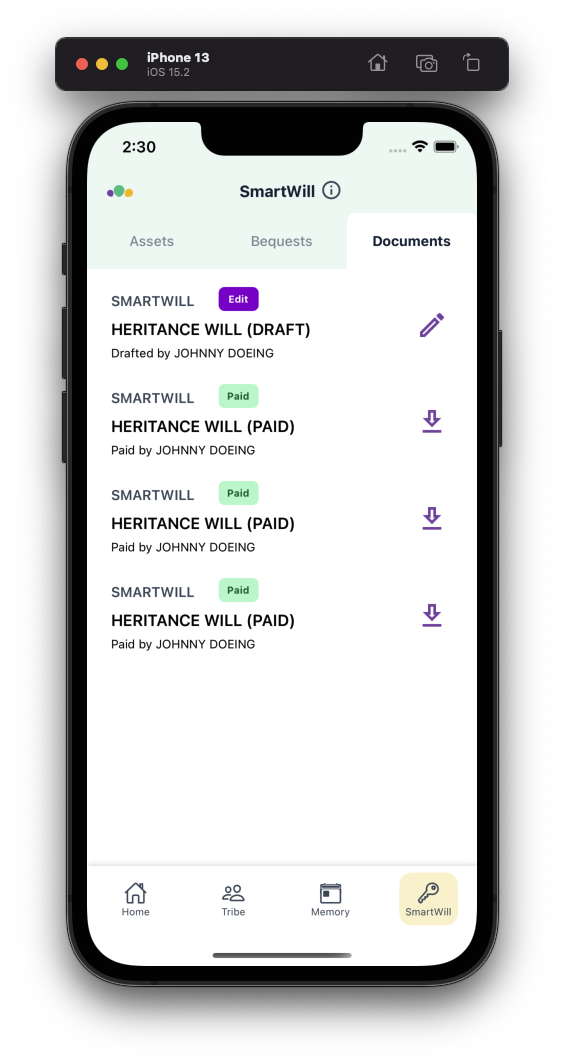 iPhone 13
iOS 15.2
2:30
SmartWill
Assets Bequests Documents
SMARTWILL Edit
HERITANCE WILL (DRAFT)
Drafted by JOHNNY DOEING
SMARTWILL Paid
HERITANCE WILL (PAID)
Paid by JOHNNY DOEING
SMARTWILL Paid
HERITANCE WILL (PAID)
Paid by JOHNNY DOEING
SMARTWILL Paid
HERITANCE WILL (PAID)
Paid by JOHNNY DOEING
Home Tribe Memory SmartWill